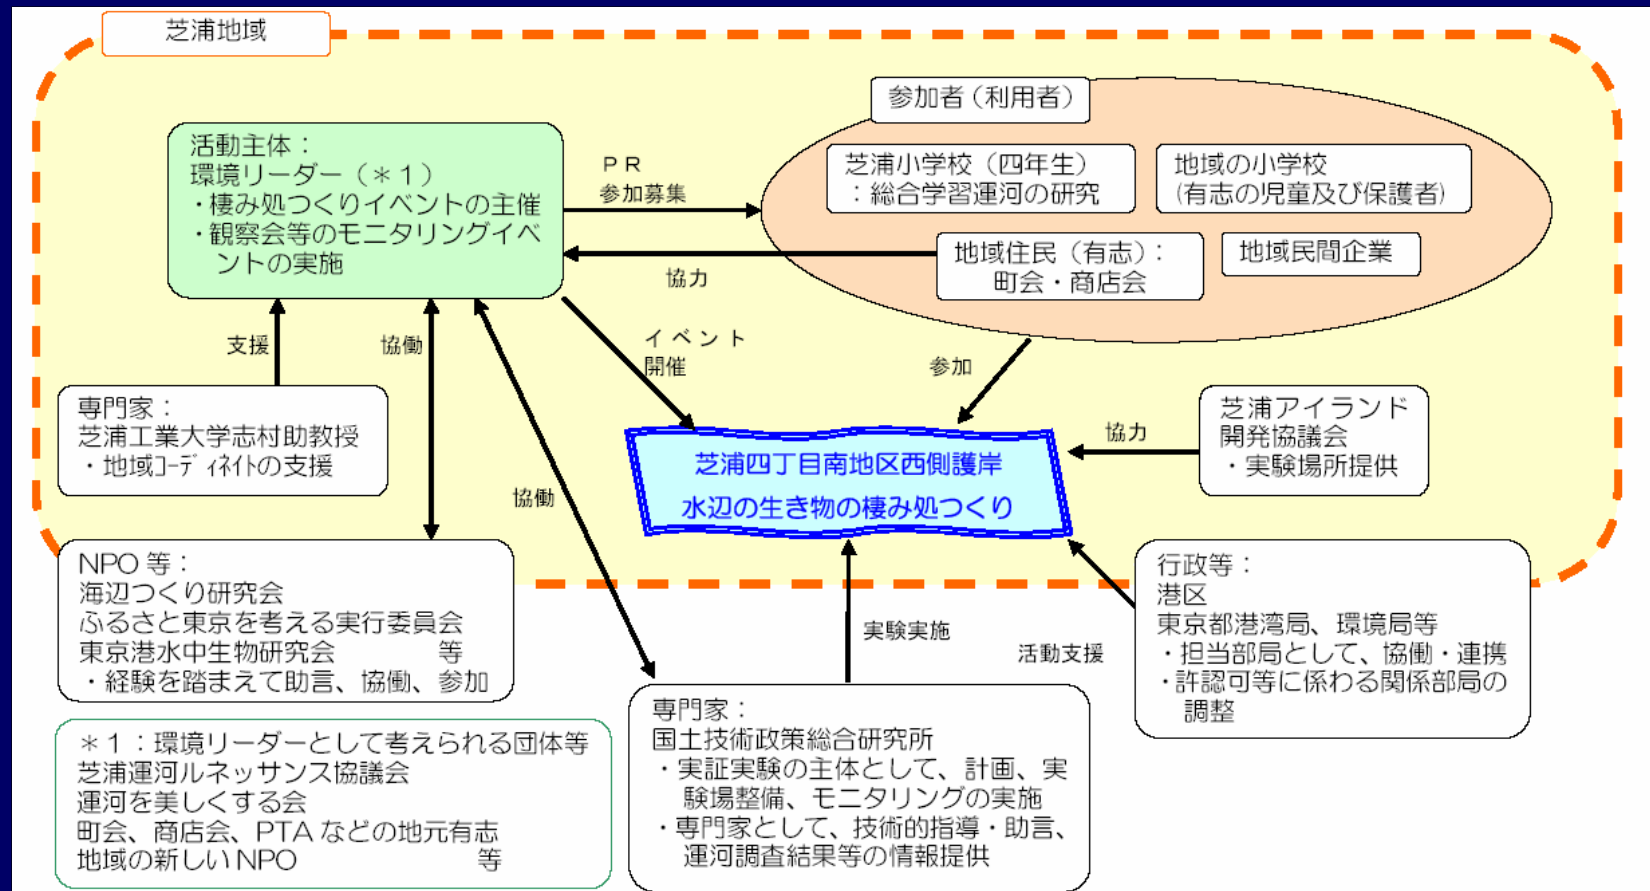 芝浦地域
参加者（利用者）
活動主体：
環境リーダー（＊１）
・棲み処つくりイベントの主催
・観察会等のモニタリングイベ
ントの実施
ＰＲ
参加募集
芝浦小学校（四年生）
：総合学習運河の研究
地域の小学校
(有志の児童及び保護者)
地域住民（有志）：
町会・商店会
地域民間企業
協力
支援
協働
イベント
開催
参加
専門家：
芝浦工業大学志村助教授
・地域ｺｰﾃﾞｨﾈｲﾄの支援
芝浦アイランド
開発協議会
・実験場所提供
協力
芝浦四丁目南地区西側護岸
水辺の生き物の棲み処つくり
協働
NPO 等：
海辺つくり研究会
ふるさと東京を考える実行委員会
東京港水中生物研究会 等
・経験を踏まえて助言、協働、参加
行政等：
港区
東京都港湾局、環境局等
・担当部局として、協働・連携
・許認可等に係わる関係部局の
調整
実験実施
活動支援
専門家：
国土技術政策総合研究所
・実証実験の主体として、計画、実
験場整備、モニタリングの実施
・専門家として、技術的指導・助言、
運河調査結果等の情報提供
＊１：環境リーダーとして考えられる団体等
芝浦運河ルネッサンス協議会
運河を美しくする会
町会、商店会、PTA などの地元有志
地域の新しい NPO 等